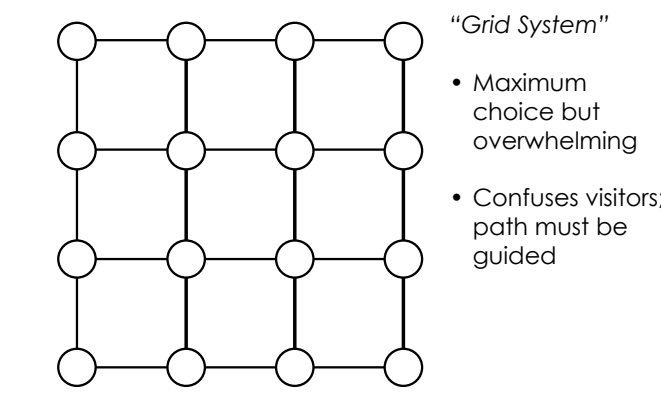 “Grid System”
• Maximum
choice but
overwhelming
• Confuses visitors;
path must be
guided